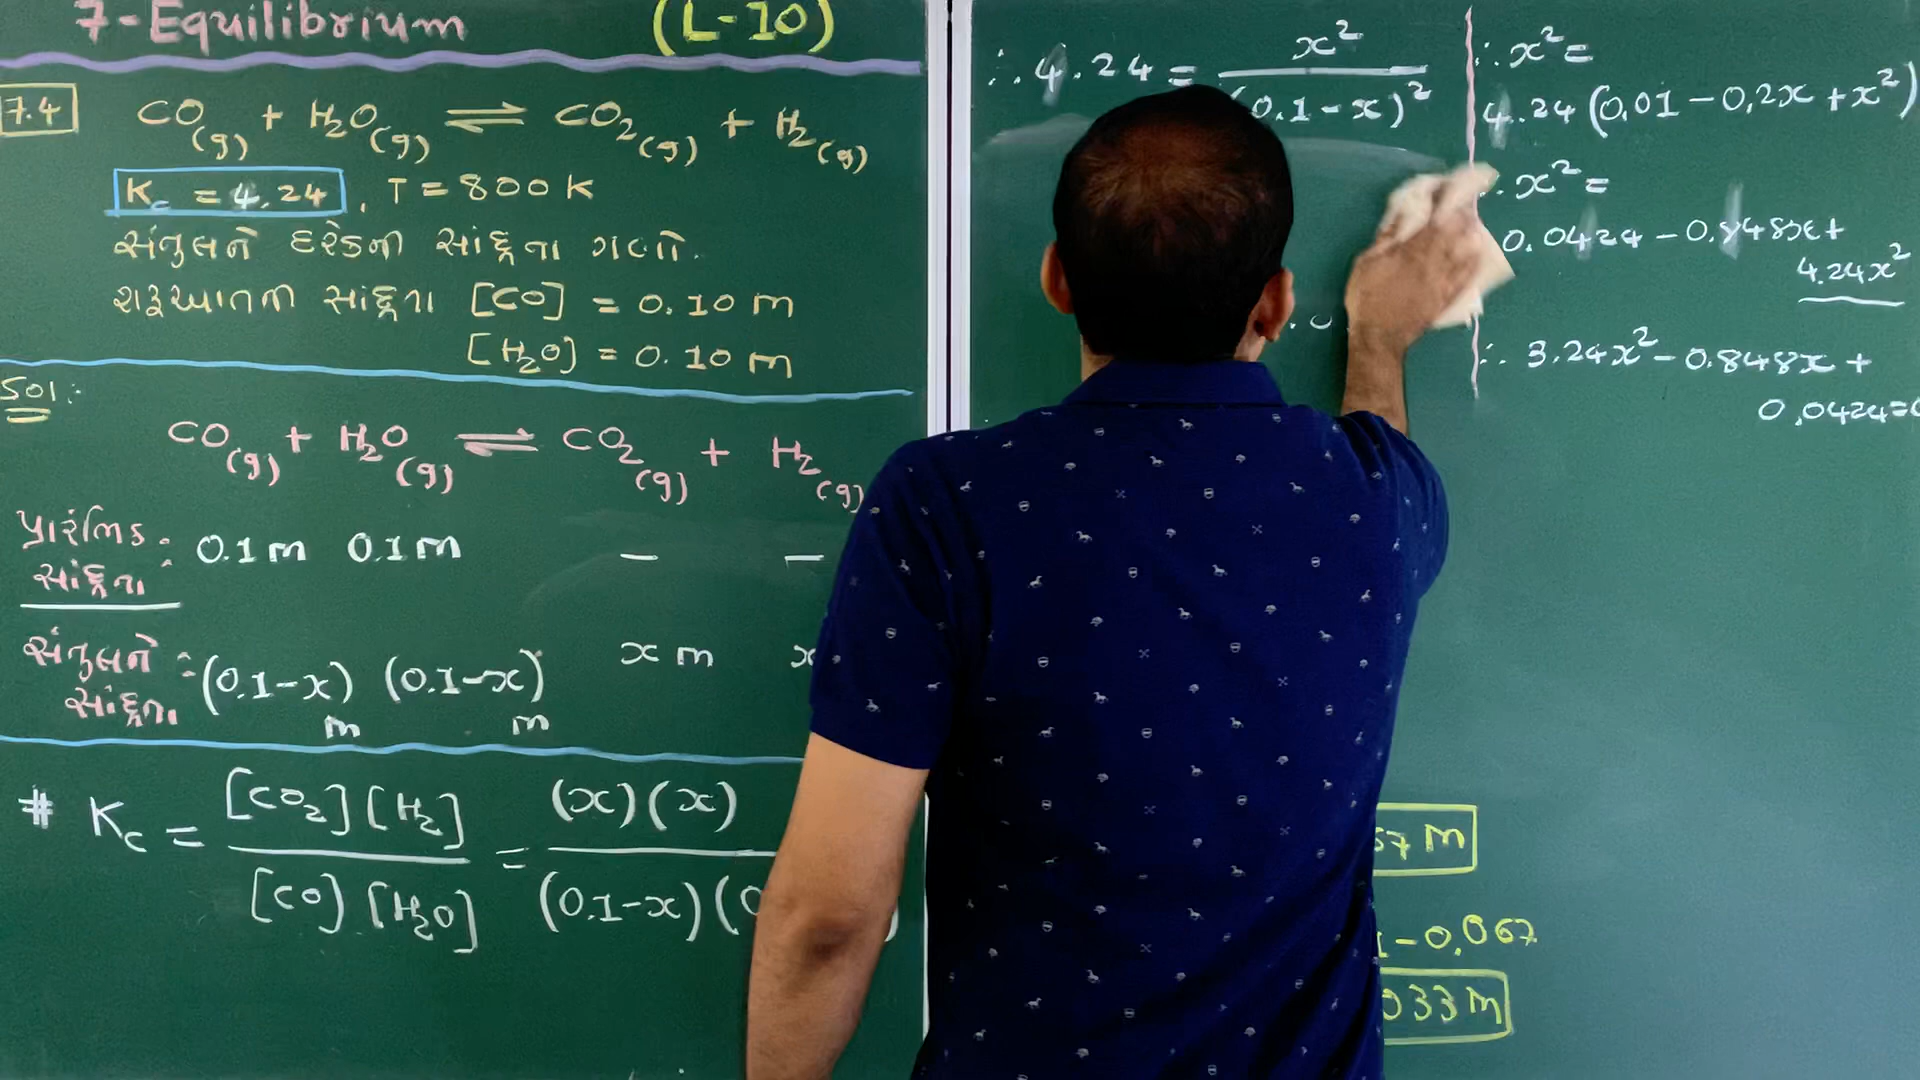 7-Equilibrium (L-10)
7.4 CO(g) + H₂O(g) ⇌ CO₂(g) + H₂(g)
Kc = 4.24, T = 800 K
સંતુલને દરેકની સાંદ્રતા ગણો.
શરૂઆતની સાંદ્રતા [CO] = 0.10 m
[H₂O] = 0.10 m
Sol:
CO(g) + H₂O(g) ⇌ CO₂(g) + H₂(g)
પ્રારંભિક
સાંદ્રતા : 0.1 m 0.1 m – –
સંતુલને
સાંદ્રતા : (0.1-x) m (0.1-x) m x m x
# Kc = [CO₂][H₂] / [CO][H₂O] = (x)(x) / (0.1-x)(0
∴ 4.24 = x² / (0.1-x)²
∴ x² =
4.24 (0.01 - 0.2x + x²)
∴ x² =
0.0424 - 0.848x +
4.24x²
∴ 3.24x² - 0.848x +
0.0424=
67 m
- 0.067
033 m